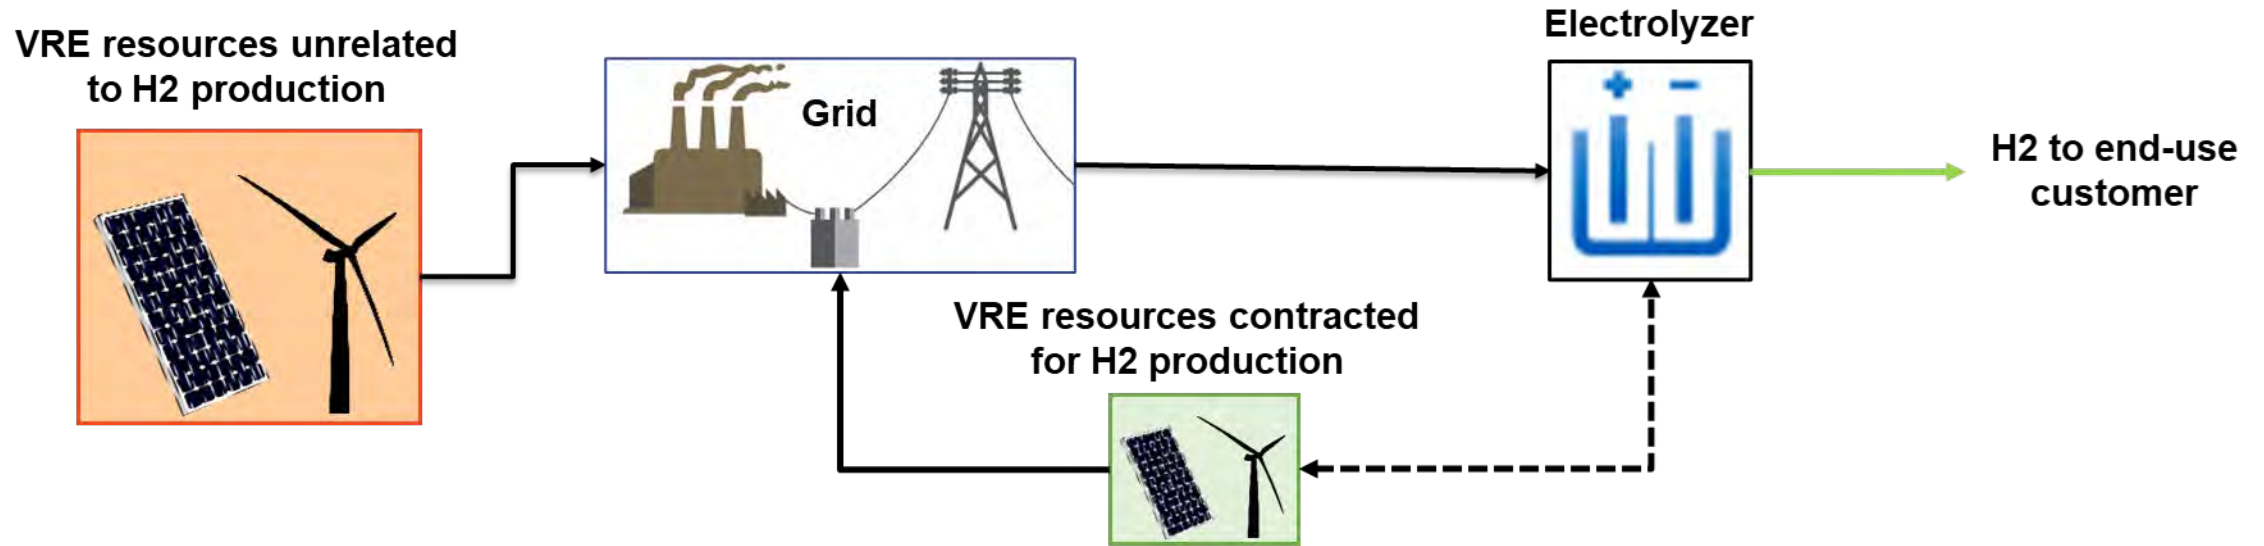 VRE resources unrelated
to H2 production
Grid
Electrolyzer
+ −
H2 to end-use
customer
VRE resources contracted
for H2 production